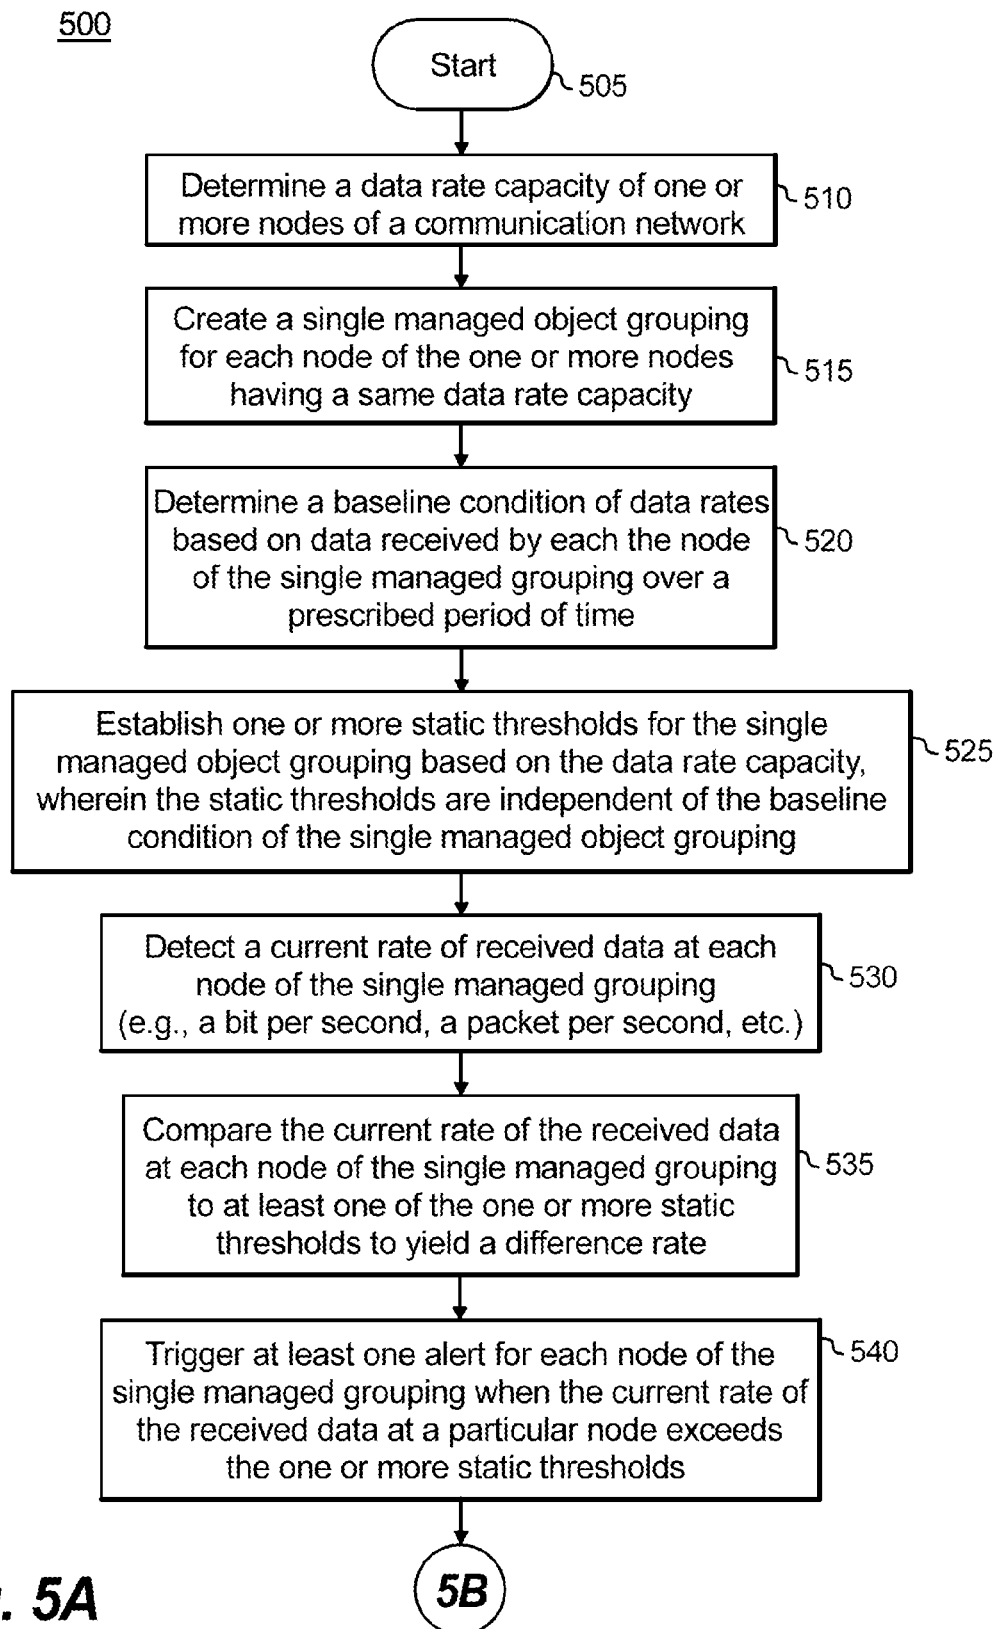 500
Start
505
Determine a data rate capacity of one or
more nodes of a communication network
510
Create a single managed object grouping
for each node of the one or more nodes
having a same data rate capacity
515
Determine a baseline condition of data rates
based on data received by each the node
of the single managed grouping over a
prescribed period of time
520
Establish one or more static thresholds for the single
managed object grouping based on the data rate capacity,
wherein the static thresholds are independent of the baseline
condition of the single managed object grouping
525
Detect a current rate of received data at each
node of the single managed grouping
(e.g., a bit per second, a packet per second, etc.)
530
Compare the current rate of the received data
at each node of the single managed grouping
to at least one of the one or more static
thresholds to yield a difference rate
535
Trigger at least one alert for each node of the
single managed grouping when the current rate of
the received data at a particular node exceeds
the one or more static thresholds
540
5B
5A